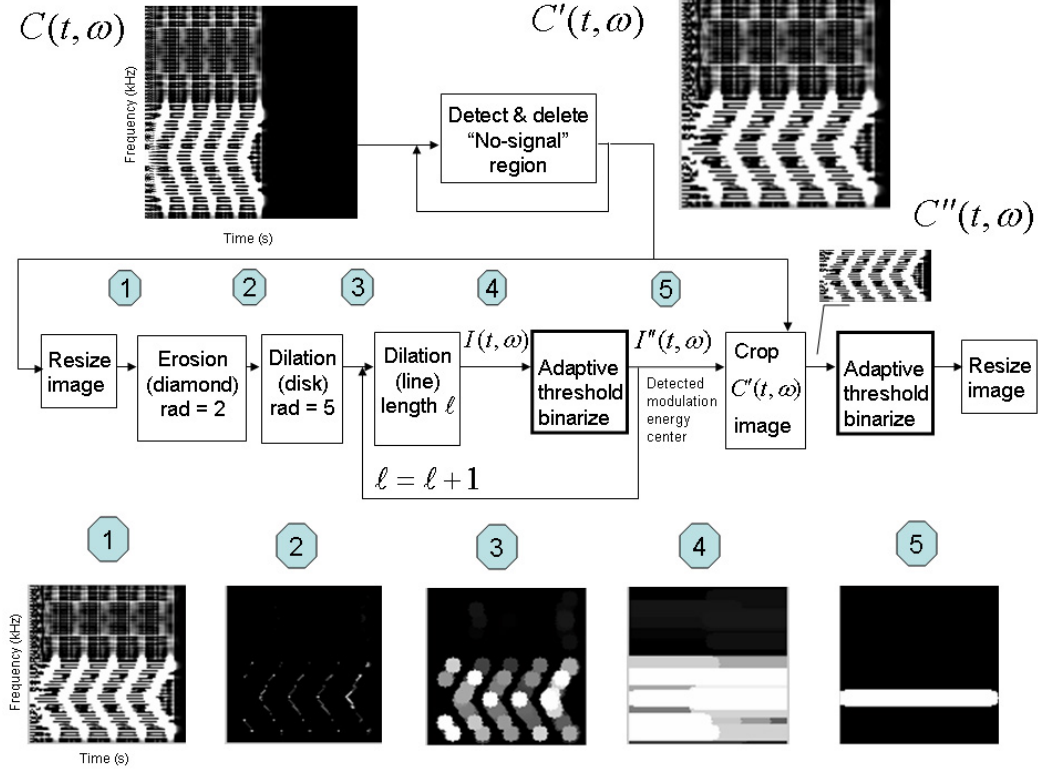 C(t, ω)
C′(t, ω)
Frequency (kHz)
Time (s)
Detect & delete
“No-signal”
region
C″(t, ω)
1
2
3
4
5
Resize
image
Erosion
(diamond)
rad = 2
Dilation
(disk)
rad = 5
Dilation
(line)
length ℓ
I(t, ω)
Adaptive
threshold
binarize
I″(t, ω)
Detected
modulation
energy
center
Crop
C′(t, ω)
image
Adaptive
threshold
binarize
Resize
image
ℓ = ℓ + 1
1
2
3
4
5
Frequency (kHz)
Time (s)